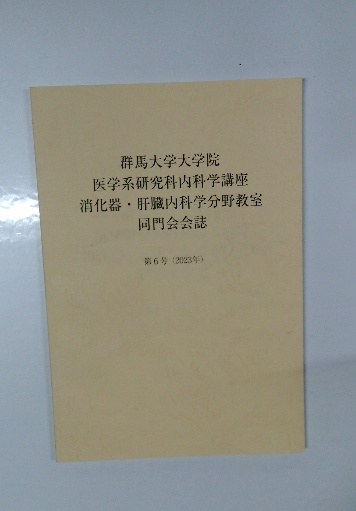 群馬大学大学院
医学系研究科内科学講座
消化器・肝臓内科学分野教室
同門会会誌
第6号（2023年）